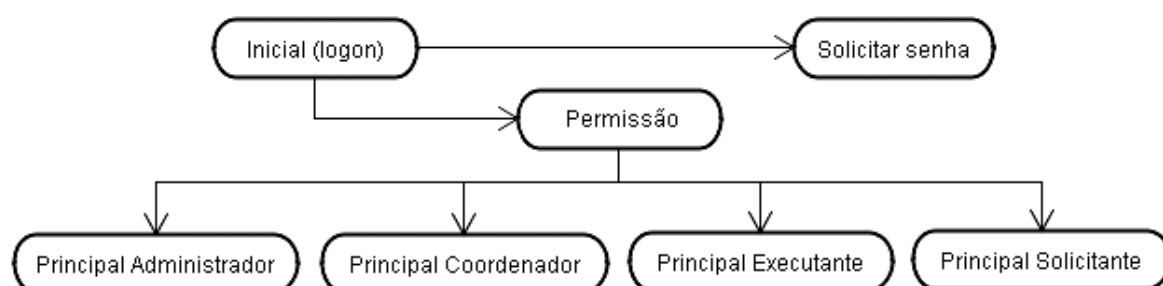 Inicial (logon)
Solicitar senha
Permissão
Principal Administrador
Principal Coordenador
Principal Executante
Principal Solicitante